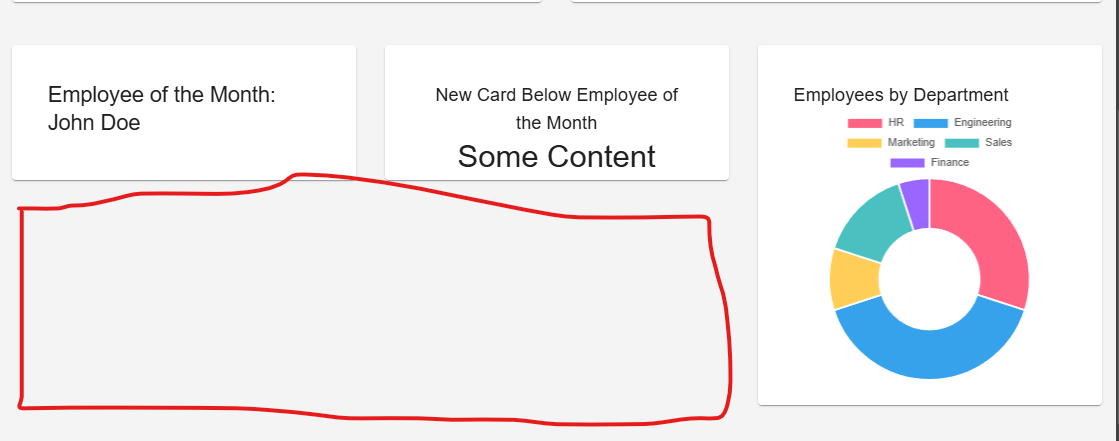 Employee of the Month:
John Doe
New Card Below Employee of
the Month
Some Content
Employees by Department
HR Engineering
Marketing Sales
Finance